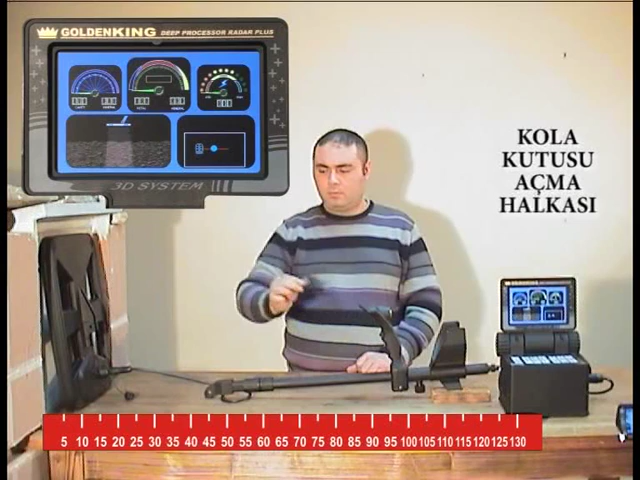 GOLDENKING DEEP PROCESSOR RADAR PLUS
3D SYSTEM
KOLA
KUTUSU
AÇMA
HALKASI
5 10 15 20 25 30 35 40 45 50 55 60 65 70 75 80 85 90 95 100 105 110 115 120 125 130